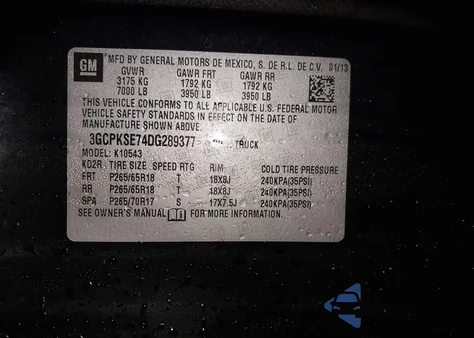 GM
MFD BY GENERAL MOTORS DE MEXICO, S. DE R.L. DE C.V. 01/13
GVWR GAWR FRT GAWR RR
3175 KG 1792 KG 1792 KG
7000 LB 3950 LB 3950 LB
THIS VEHICLE CONFORMS TO ALL APPLICABLE U.S. FEDERAL MOTOR
VEHICLE SAFETY STANDARDS IN EFFECT ON THE DATE OF
MANUFACTURE SHOWN ABOVE.
3GCPKSE74DG289377 TRUCK
MODEL: K10543
KD2R TIRE SIZE SPEED RTG RIM COLD TIRE PRESSURE
FRT P265/65R18 T 18X8J 240KPA(35PSI)
RR P265/65R18 T 18X8J 240KPA(35PSI)
SPA P265/70R17 S 17X7.5J 240KPA(35PSI)
SEE OWNER'S MANUAL FOR MORE INFORMATION.